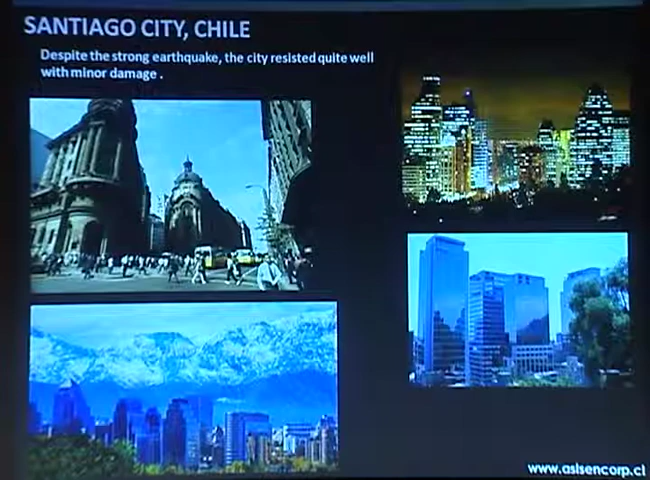 SANTIAGO CITY, CHILE
Despite the strong earthquake, the city resisted quite well
with minor damage .
www.asisencorp.cl